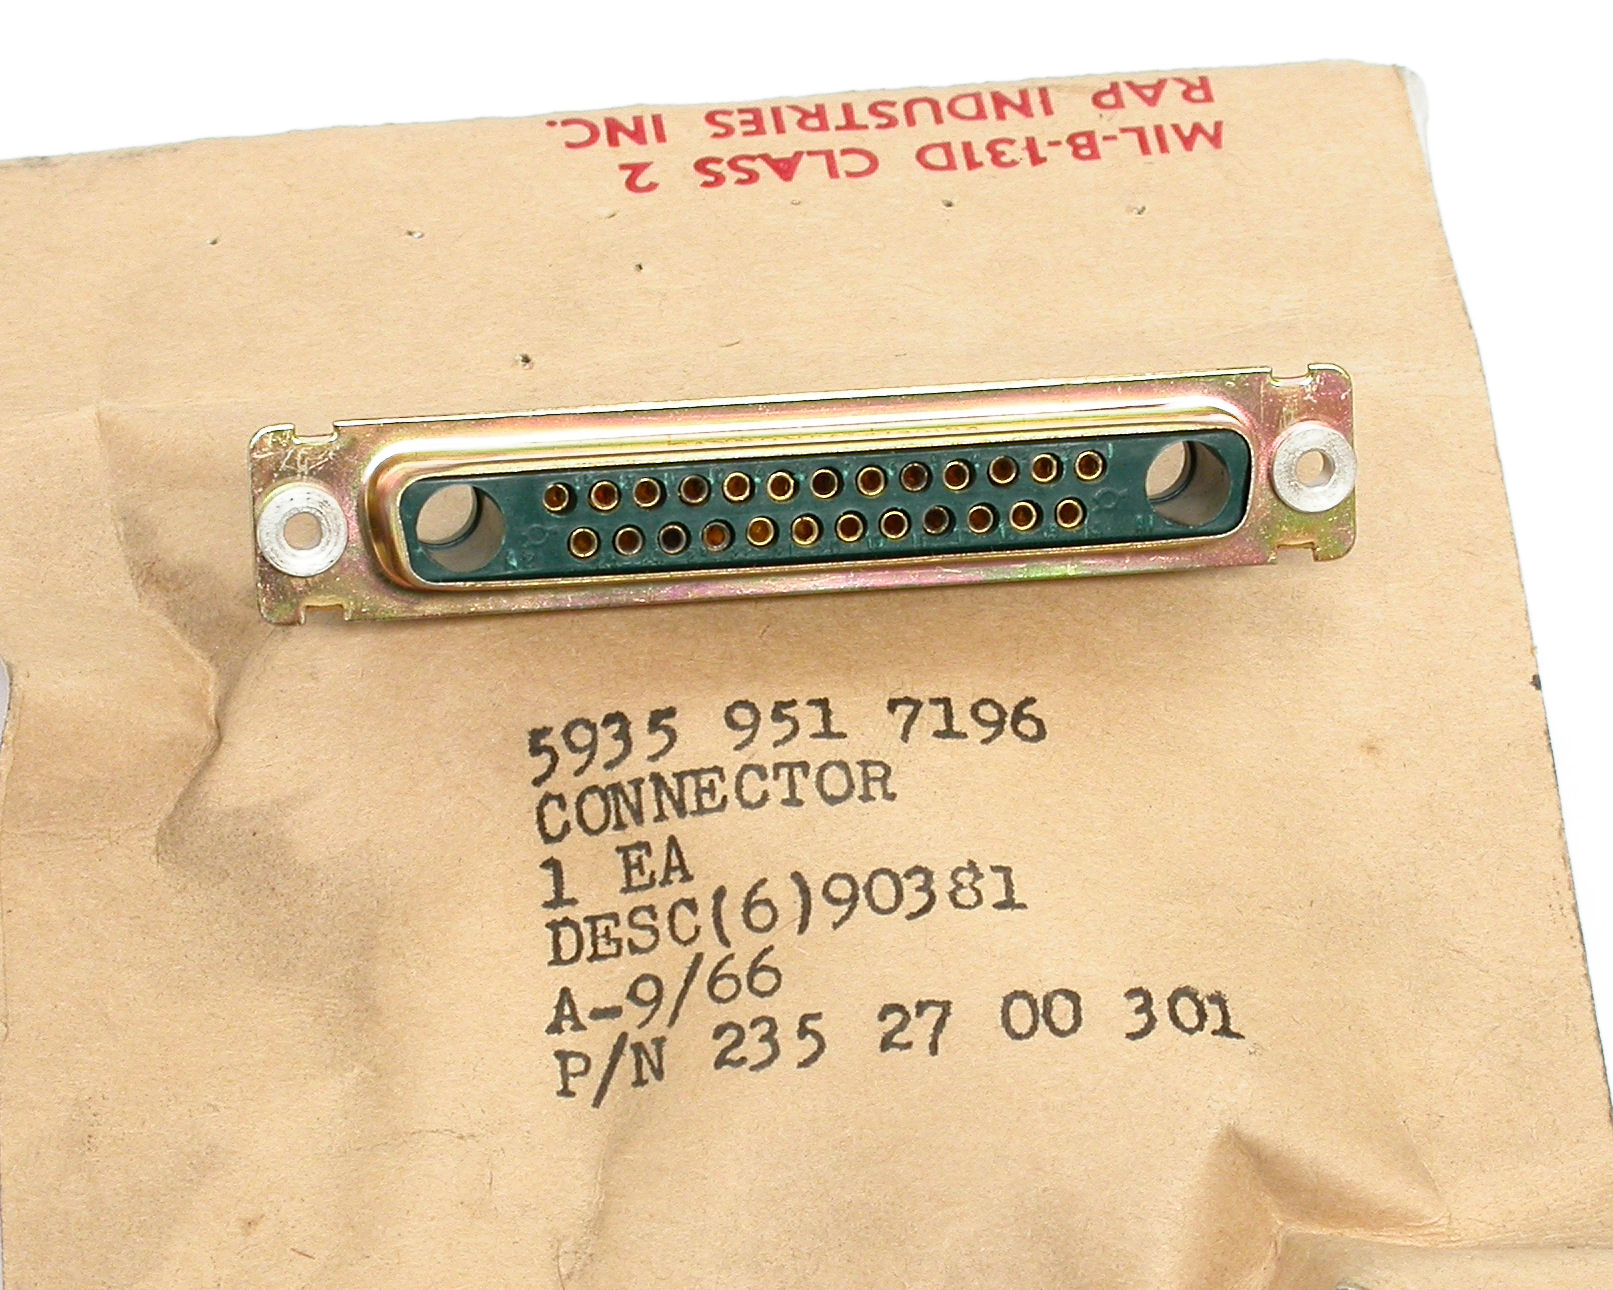 RAP INDUSTRIES INC.
MIL-B-131D CLASS 2
5935 951 7196
CONNECTOR
1 EA
DESC(6)90381
A-9/66
P/N 235 27 00 301